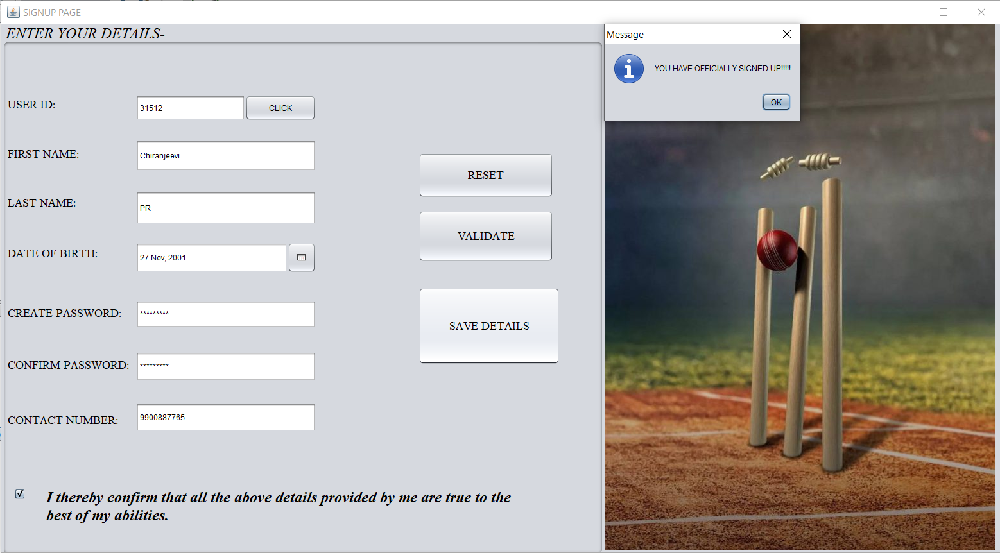 SIGNUP PAGE
ENTER YOUR DETAILS-
Message
YOU HAVE OFFICIALLY SIGNED UP!!!!!
OK
USER ID:
31512
CLICK
FIRST NAME:
Chiranjeevi
LAST NAME:
PR
DATE OF BIRTH:
27 Nov, 2001
CREATE PASSWORD:
*********
CONFIRM PASSWORD:
*********
CONTACT NUMBER:
9900887765
RESET
VALIDATE
SAVE DETAILS
I thereby confirm that all the above details provided by me are true to the
best of my abilities.